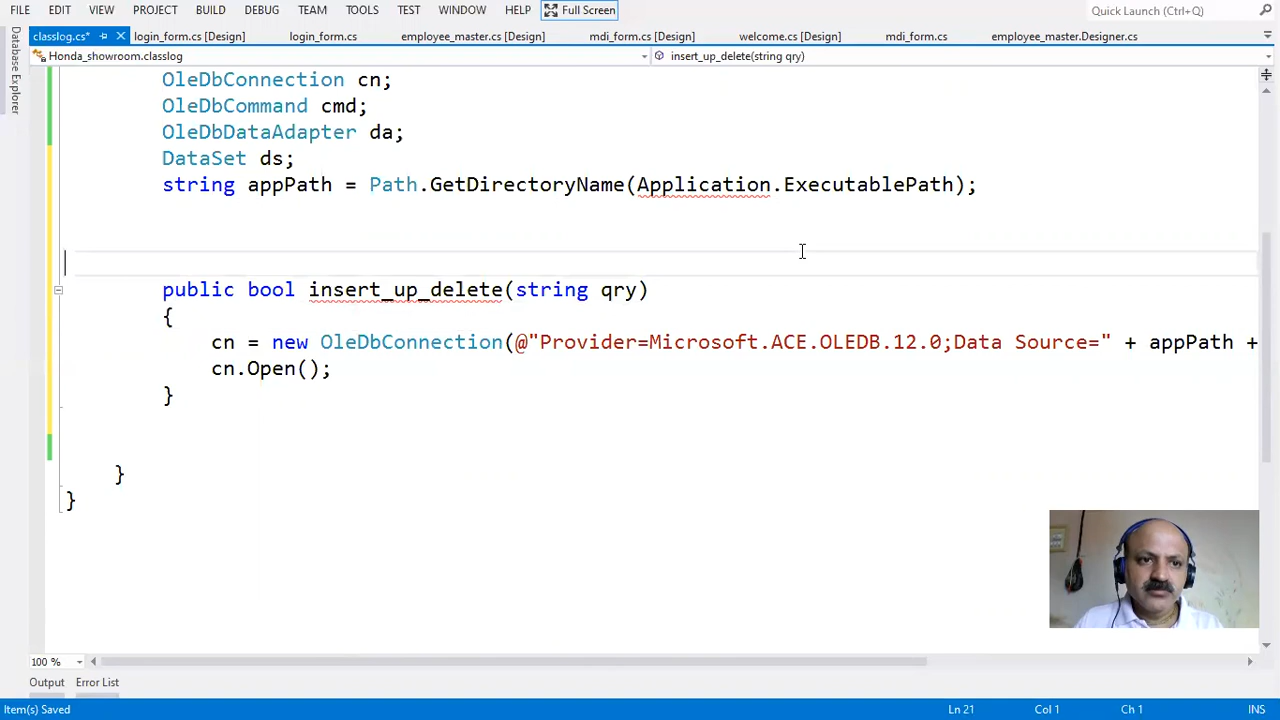 FILE EDIT VIEW PROJECT BUILD DEBUG TEAM TOOLS TEST WINDOW HELP Full Screen Quick Launch (Ctrl+Q)
classlog.cs* login_form.cs [Design] login_form.cs employee_master.cs [Design] mdi_form.cs [Design] welcome.cs [Design] mdi_form.cs employee_master.Designer.cs
Database Explorer
Honda_showroom.classlog insert_up_delete(string qry)
OleDbConnection cn;
OleDbCommand cmd;
OleDbDataAdapter da;
DataSet ds;
string appPath = Path.GetDirectoryName(Application.ExecutablePath);
public bool insert_up_delete(string qry)
{
cn = new OleDbConnection(@"Provider=Microsoft.ACE.OLEDB.12.0;Data Source=" + appPath +
cn.Open();
}
}
}
100 %
Output Error List
Item(s) Saved Ln 21 Col 1 Ch 1 INS